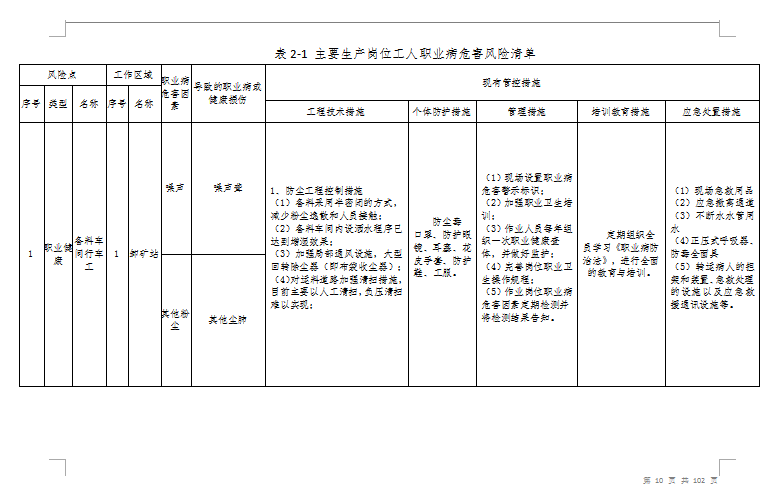 表 2-1 主要生产岗位工人职业病危害风险清单
风险点
工作区域
职业病
危害因
素
导致的职业病或
健康损伤
现有管控措施
序号
类型
名称
序号
名称
工程技术措施
个体防护措施
管理措施
培训教育措施
应急处置措施
1
职业健
康
备料车
间行车
工
1
卸矿站
噪声
噪声聋
其他粉
尘
其他尘肺
1、防尘工程控制措施
（1）备料采用半密闭的方式，
减少粉尘逸散和人员接触；
（2）备料车间内设洒水程序已
达到增湿效果；
（3）加强局部通风设施，大型
回转除尘器（即布袋收尘器）；
（4)对运料道路加强清扫措施，
目前主要以人工清扫，负压清扫
难以实现；
防尘毒
口罩、防护眼
镜、耳塞、花
皮手套、防护
鞋、工服。
（1）现场设置职业病
危害警示标识；
（2）加强职业卫生培
训；
（3）作业人员每年组
织一次职业健康查
体，并做好监护；
（4）完善岗位职业卫
生操作规程；
（5）作业岗位职业病
危害因素定期检测并
将检测结果告知。
定期组织全
员学习《职业病防
治法》，进行全面
的教育与培训。
（1）现场急救用品
（2）应急撤离通道
（3）不断水水管用
水
（4)正压式呼吸器、
防毒全面具
（5）转运病人的担
架和装置、急救处理
的设施以及应急救
援通讯设施等。
第 10 页 共 102 页